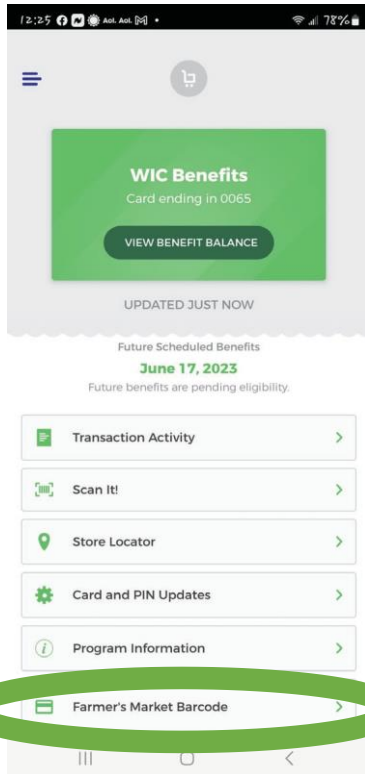 12:25 Aol. Aol. 78%
WIC Benefits
Card ending in 0065
VIEW BENEFIT BALANCE
UPDATED JUST NOW
Future Scheduled Benefits
June 17, 2023
Future benefits are pending eligibility.
Transaction Activity
Scan It!
Store Locator
Card and PIN Updates
Program Information
Farmer's Market Barcode